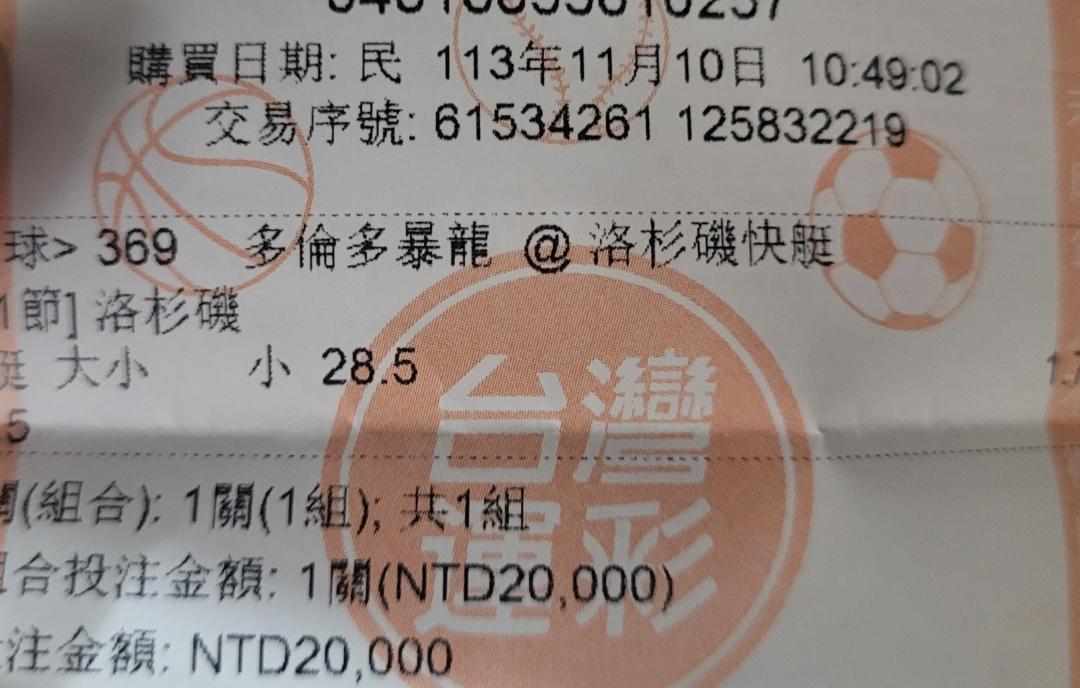 購買日期: 民 113年11月10日 10:49:02
交易序號: 61534261 125832219
球> 369 多倫多暴龍 @ 洛杉磯快艇
1節] 洛杉磯
艇 大小 小 28.5
.5
關(組合): 1關(1組); 共1組
合投注金額: 1關(NTD20,000)
注金額: NTD20,000
台灣
運彩